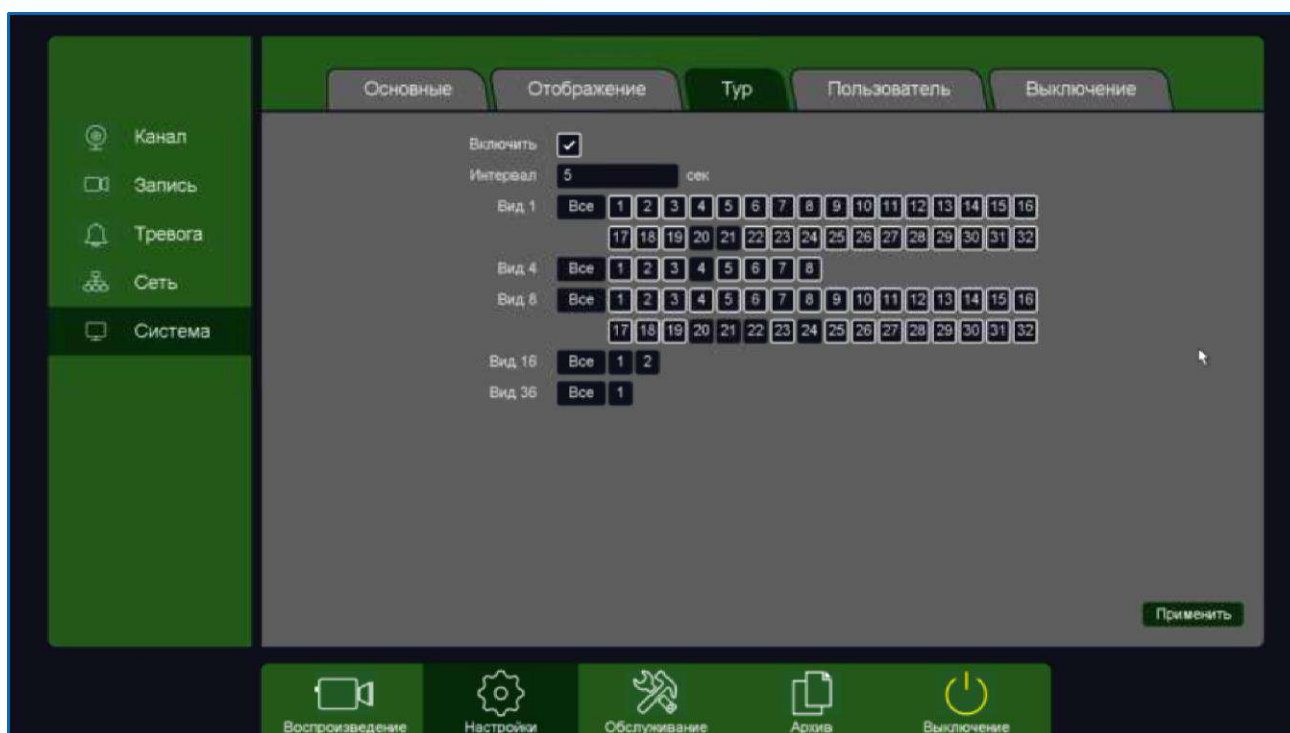 Основные Отображение Тур Пользователь Выключение
Канал
Запись
Тревога
Сеть
Система
Включить
Интервал 5 сек
Вид 1 Все 1 2 3 4 5 6 7 8 9 10 11 12 13 14 15 16
17 18 19 20 21 22 23 24 25 26 27 28 29 30 31 32
Вид 4 Все 1 2 3 4 5 6 7 8
Вид 8 Все 1 2 3 4 5 6 7 8 9 10 11 12 13 14 15 16
17 18 19 20 21 22 23 24 25 26 27 28 29 30 31 32
Вид 16 Все 1 2
Вид 36 Все 1
Применить
Воспроизведение Настройки Обслуживание Архив Выключение